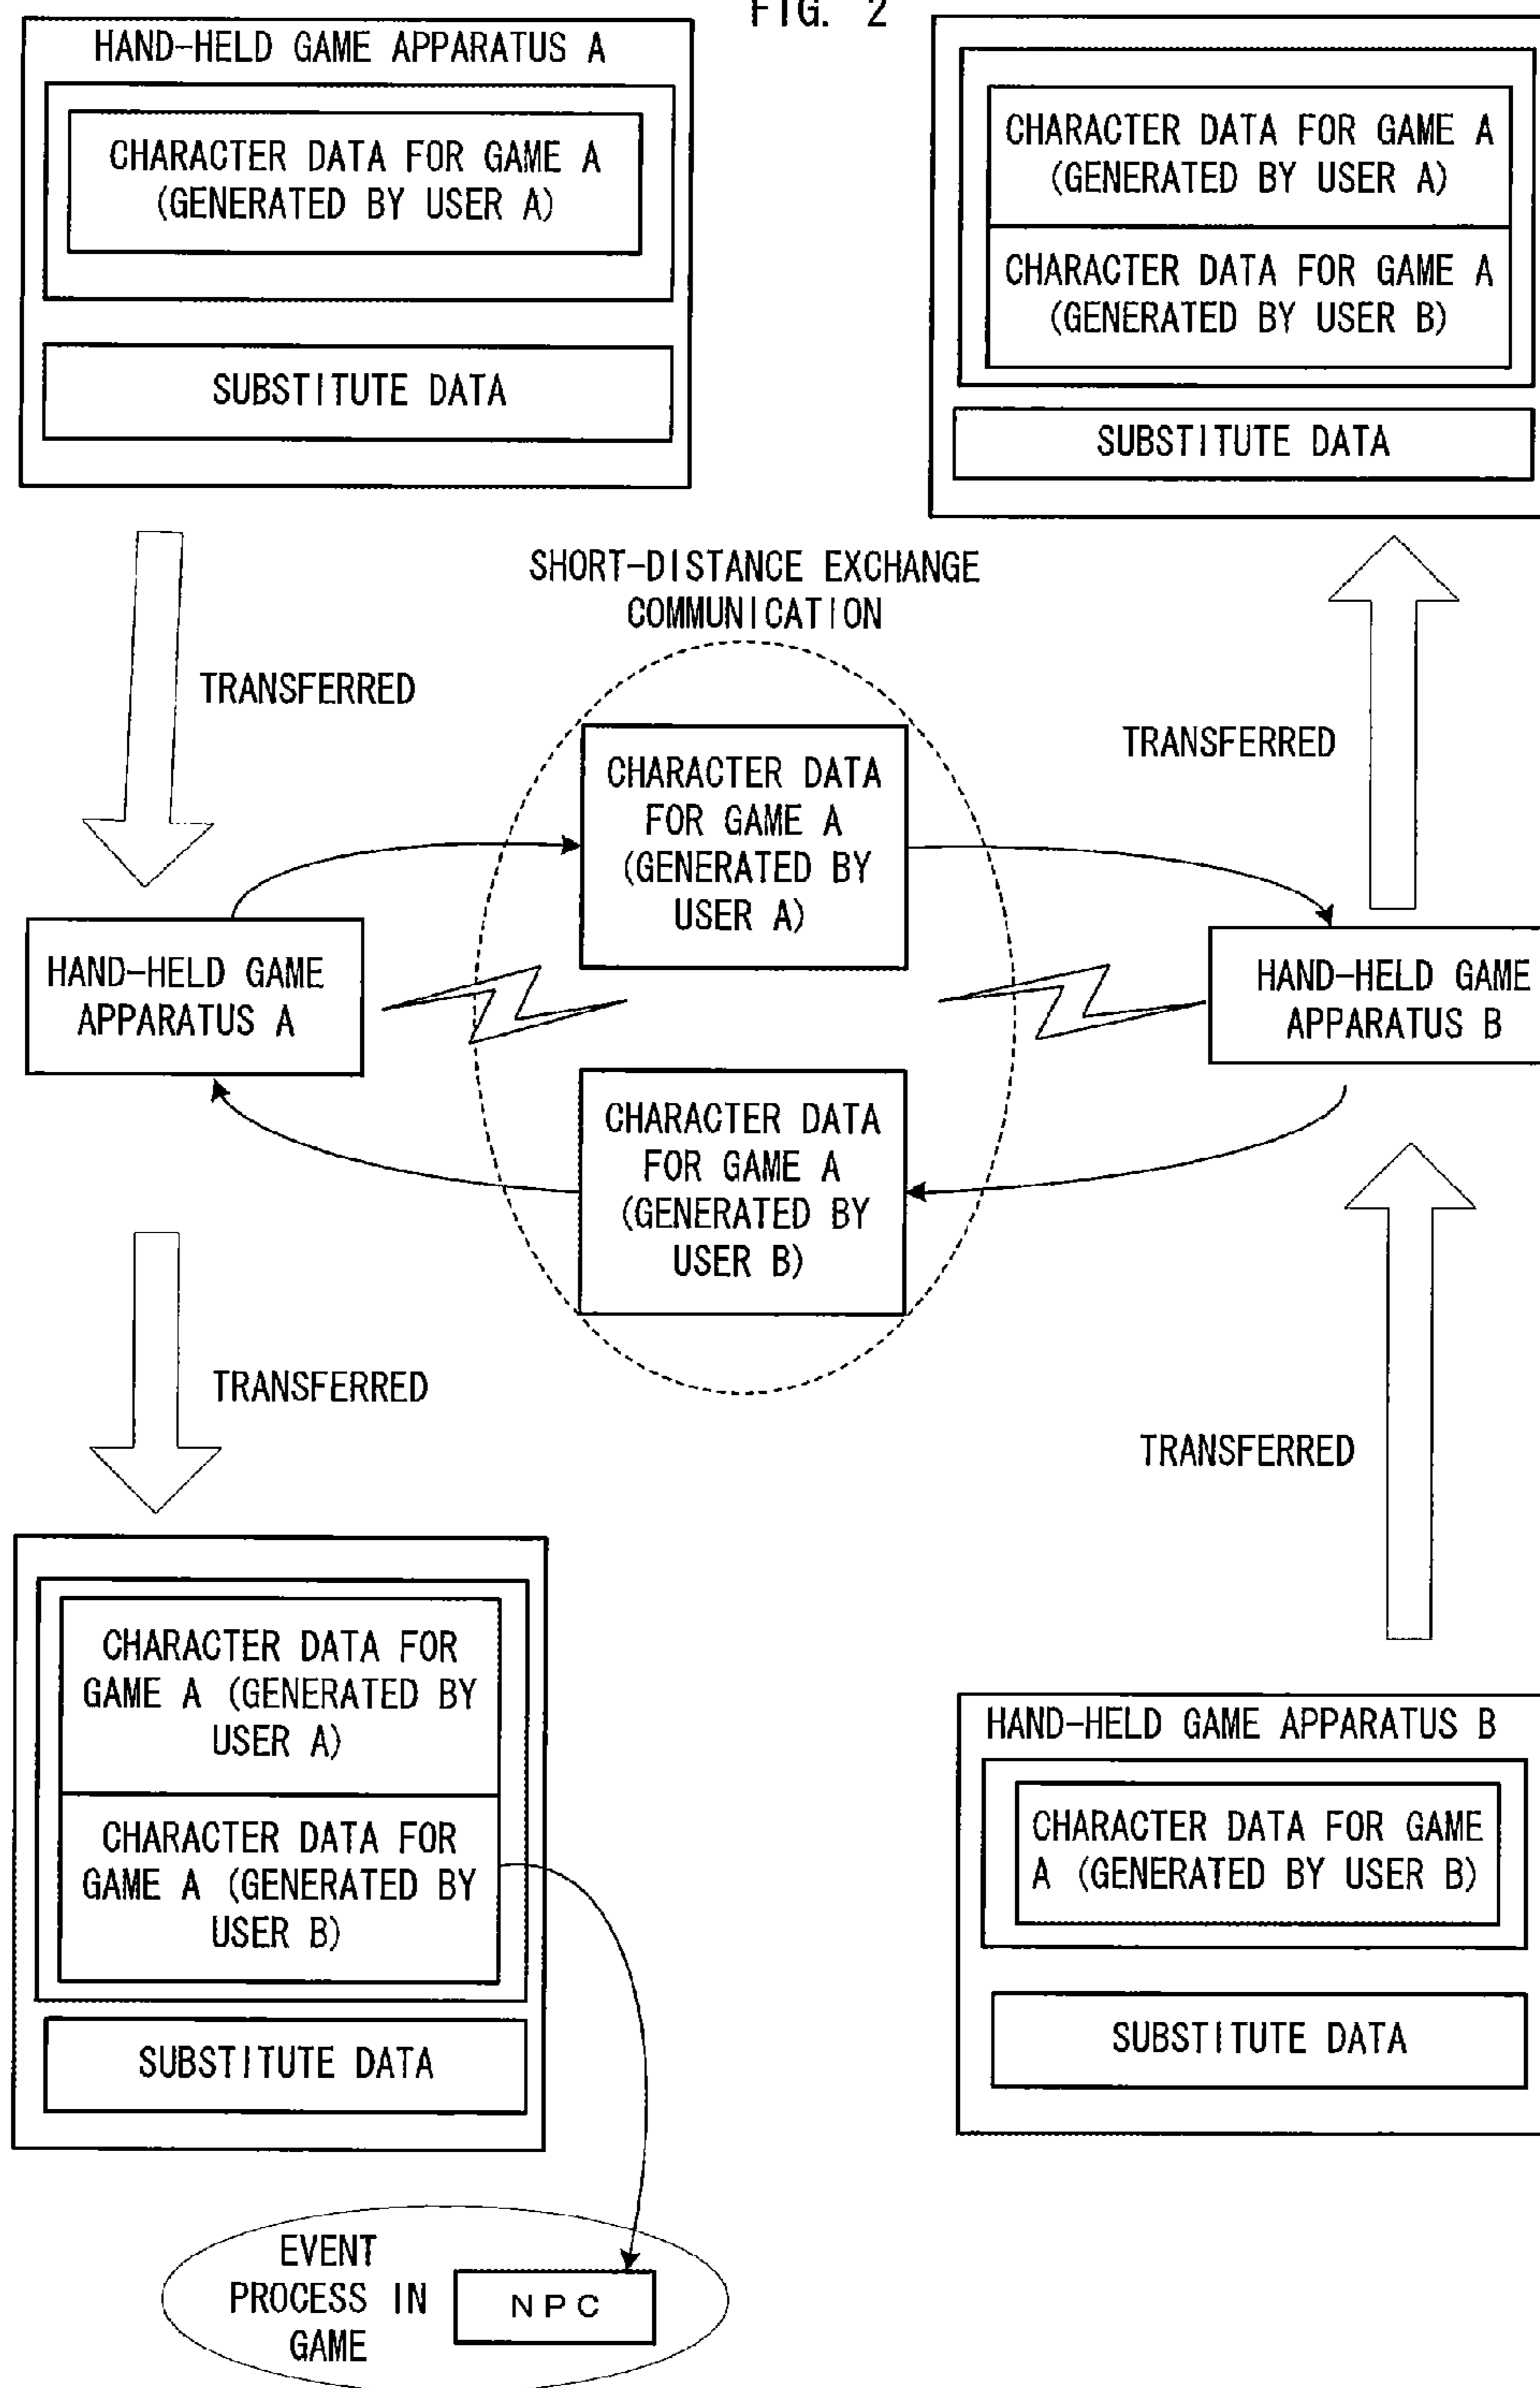 FIG. 2
HAND-HELD GAME APPARATUS A
CHARACTER DATA FOR GAME A
(GENERATED BY USER A)
SUBSTITUTE DATA
CHARACTER DATA FOR GAME A
(GENERATED BY USER A)
CHARACTER DATA FOR GAME A
(GENERATED BY USER B)
SUBSTITUTE DATA
SHORT-DISTANCE EXCHANGE
COMMUNICATION
TRANSFERRED
TRANSFERRED
CHARACTER DATA
FOR GAME A
(GENERATED BY
USER A)
HAND-HELD GAME
APPARATUS A
HAND-HELD GAME
APPARATUS B
CHARACTER DATA
FOR GAME A
(GENERATED BY
USER B)
TRANSFERRED
TRANSFERRED
CHARACTER DATA FOR
GAME A (GENERATED BY
USER A)
CHARACTER DATA FOR
GAME A (GENERATED BY
USER B)
SUBSTITUTE DATA
HAND-HELD GAME APPARATUS B
CHARACTER DATA FOR GAME
A (GENERATED BY USER B)
SUBSTITUTE DATA
EVENT
PROCESS IN
GAME
NPC